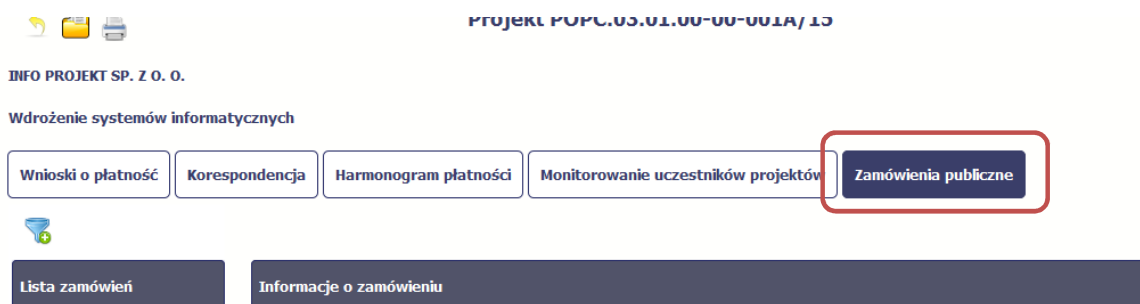 Projekt POPC.03.01.00-00-001A/15
INFO PROJEKT SP. Z O. O.
Wdrożenie systemów informatycznych
Wnioski o płatność Korespondencja Harmonogram płatności Monitorowanie uczestników projektów Zamówienia publiczne
Lista zamówień Informacje o zamówieniu